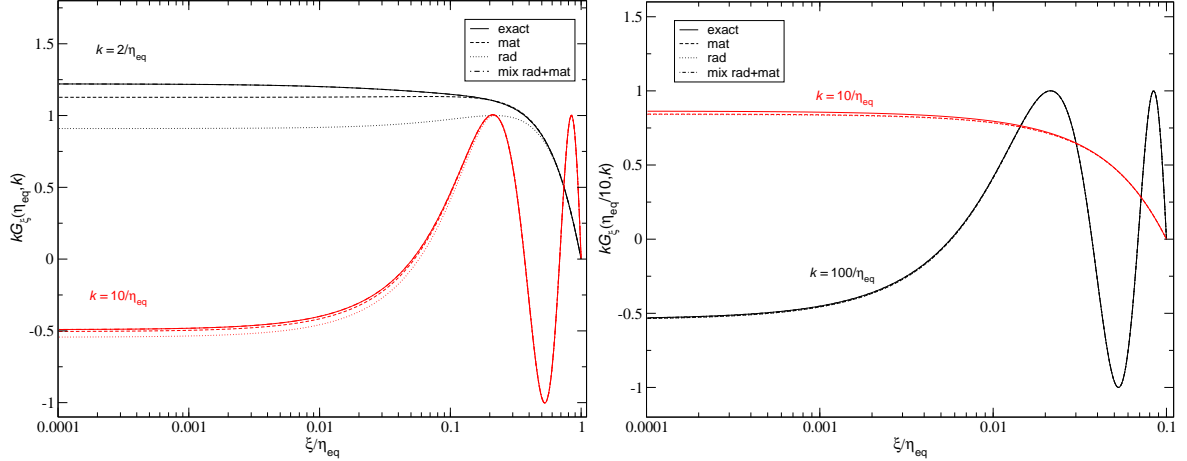 1.5
1
0.5
0
-0.5
-1
kG_ξ(η_eq,k)
k = 2/η_eq
k = 10/η_eq
exact
mat
rad
mix rad+mat
0.0001 0.001 0.01 0.1 1
ξ/η_eq
1.5
1
0.5
0
-0.5
-1
kG_ξ(η_eq/10,k)
exact
mat
rad
mix rad+mat
k = 10/η_eq
k = 100/η_eq
0.0001 0.001 0.01 0.1
ξ/η_eq